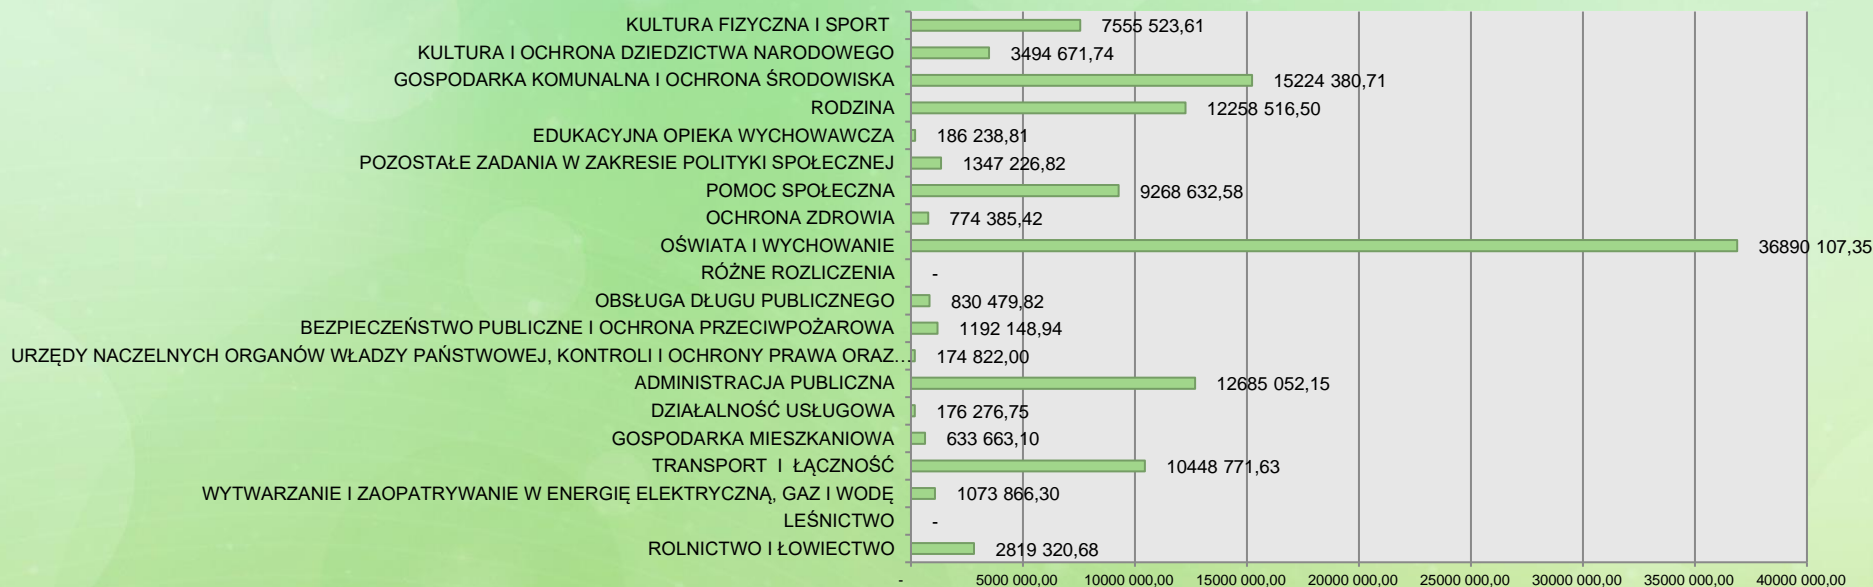 KULTURA FIZYCZNA I SPORT 7555 523,61
KULTURA I OCHRONA DZIEDZICTWA NARODOWEGO 3494 671,74
GOSPODARKA KOMUNALNA I OCHRONA ŚRODOWISKA 15224 380,71
RODZINA 12258 516,50
EDUKACYJNA OPIEKA WYCHOWAWCZA 186 238,81
POZOSTAŁE ZADANIA W ZAKRESIE POLITYKI SPOŁECZNEJ 1347 226,82
POMOC SPOŁECZNA 9268 632,58
OCHRONA ZDROWIA 774 385,42
OŚWIATA I WYCHOWANIE 36890 107,35
RÓŻNE ROZLICZENIA -
OBSŁUGA DŁUGU PUBLICZNEGO 830 479,82
BEZPIECZEŃSTWO PUBLICZNE I OCHRONA PRZECIWPOŻAROWA 1192 148,94
URZĘDY NACZELNYCH ORGANÓW WŁADZY PAŃSTWOWEJ, KONTROLI I OCHRONY PRAWA ORAZ… 174 822,00
ADMINISTRACJA PUBLICZNA 12685 052,15
DZIAŁALNOŚĆ USŁUGOWA 176 276,75
GOSPODARKA MIESZKANIOWA 633 663,10
TRANSPORT I ŁĄCZNOŚĆ 10448 771,63
WYTWARZANIE I ZAOPATRYWANIE W ENERGIĘ ELEKTRYCZNĄ, GAZ I WODĘ 1073 866,30
LEŚNICTWO -
ROLNICTWO I ŁOWIECTWO 2819 320,68
- 5000 000,00 10000 000,00 15000 000,00 20000 000,00 25000 000,00 30000 000,00 35000 000,00 40000 000,00